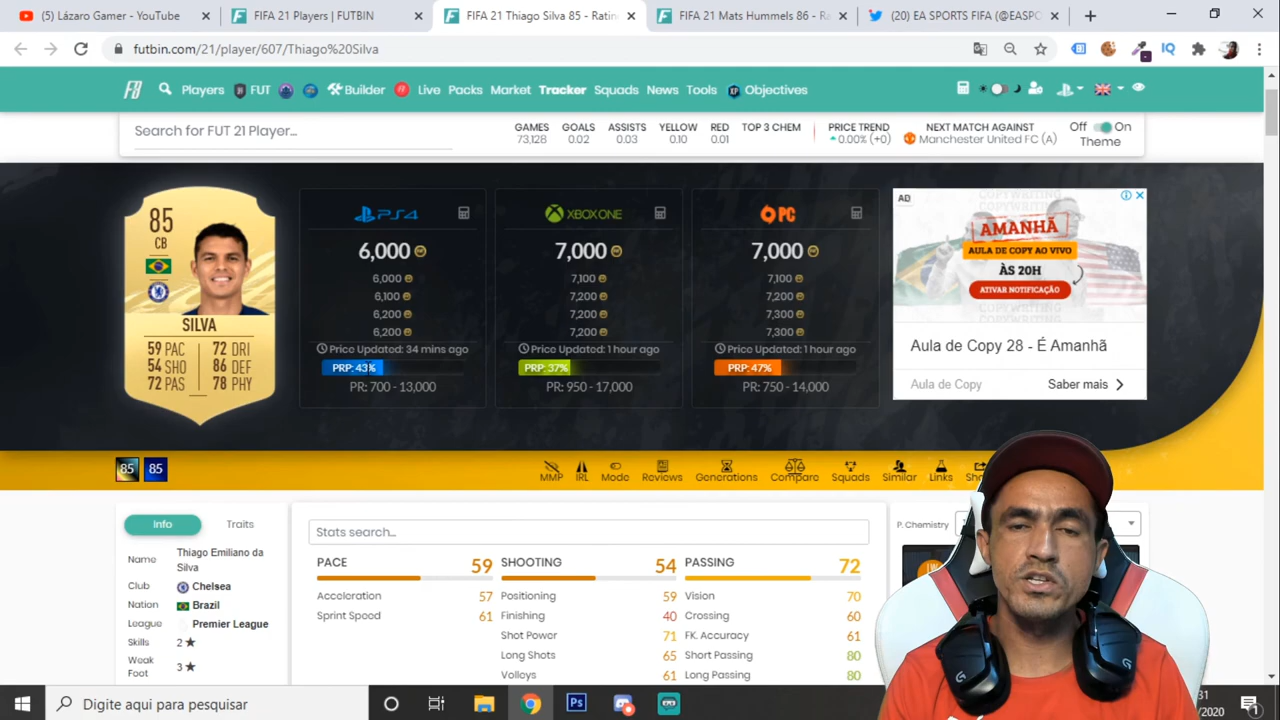 (5) Lázaro Gamer - YouTube
FIFA 21 Players | FUTBIN
FIFA 21 Thiago Silva 85 - Ratin
FIFA 21 Mats Hummels 86 - Ra
(20) EA SPORTS FIFA (@EASPO
futbin.com/21/player/607/Thiago%20Silva
IQ
Players FUT Builder Live Packs Market Tracker Squads News Tools XP Objectives
Search for FUT 21 Player...
GAMES GOALS ASSISTS YELLOW RED TOP 3 CHEM PRICE TREND NEXT MATCH AGAINST Off On
73,128 0.02 0.03 0.10 0.01 0.00% (+0) Manchester United FC (A) Theme
85
CB
SILVA
59 PAC 72 DRI
54 SHO 86 DEF
72 PAS 78 PHY
PS4
6,000
6,000
6,100
6,200
6,200
Price Updated: 34 mins ago
PRP: 43%
PR: 700 - 13,000
XBOX ONE
7,000
7,100
7,200
7,200
7,200
Price Updated: 1 hour ago
PRP: 37%
PR: 950 - 17,000
PC
7,000
7,100
7,200
7,300
7,300
Price Updated: 1 hour ago
PRP: 47%
PR: 750 - 14,000
AD
COPYWRITING
AMANHÃ
AULA DE COPY AO VIVO
ÀS 20H
ATIVAR NOTIFICAÇÃO
Aula de Copy 28 - É Amanhã
Aula de Copy Saber mais
85 85
MMP IRL Mode Reviews Generations Compare Squads Similar Links
Info Traits
Name Thiago Emiliano da
Silva
Club Chelsea
Nation Brazil
League Premier League
Skills 2
Weak
Foot 3
Stats search...
PACE 59
Acceleration 57
Sprint Speed 61
SHOOTING 54
Positioning 59
Finishing 40
Shot Power 71
Long Shots 65
Volleys 61
PASSING 72
Vision 70
Crossing 60
FK. Accuracy 61
Short Passing 80
Long Passing 80
P. Chemistry
Digite aqui para pesquisar
Ps